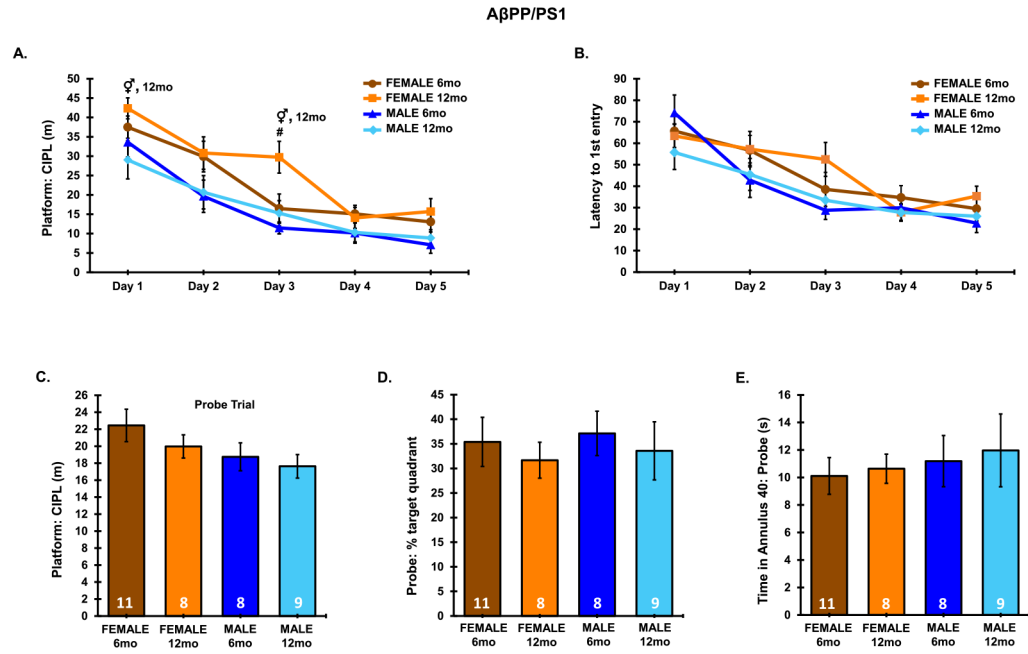 AβPP/PS1
A.
Platform: CIPL (m)
50
45
40
35
30
25
20
15
10
5
0
⚥, 12mo
⚥, 12mo
#
FEMALE 6mo
FEMALE 12mo
MALE 6mo
MALE 12mo
Day 1 Day 2 Day 3 Day 4 Day 5
B.
Latency to 1st entry
90
80
70
60
50
40
30
20
10
0
FEMALE 6mo
FEMALE 12mo
MALE 6mo
MALE 12mo
Day 1 Day 2 Day 3 Day 4 Day 5
C.
Probe Trial
Platform: CIPL (m)
26
24
22
20
18
16
14
12
10
8
6
4
2
0
11 8 8 9
FEMALE FEMALE MALE MALE
6mo 12mo 6mo 12mo
D.
Probe: % target quadrant
45
40
35
30
25
20
15
10
5
0
11 8 8 9
FEMALE FEMALE MALE MALE
6mo 12mo 6mo 12mo
E.
Time in Annulus 40: Probe (s)
16
14
12
10
8
6
4
2
0
11 8 8 9
FEMALE FEMALE MALE MALE
6mo 12mo 6mo 12mo